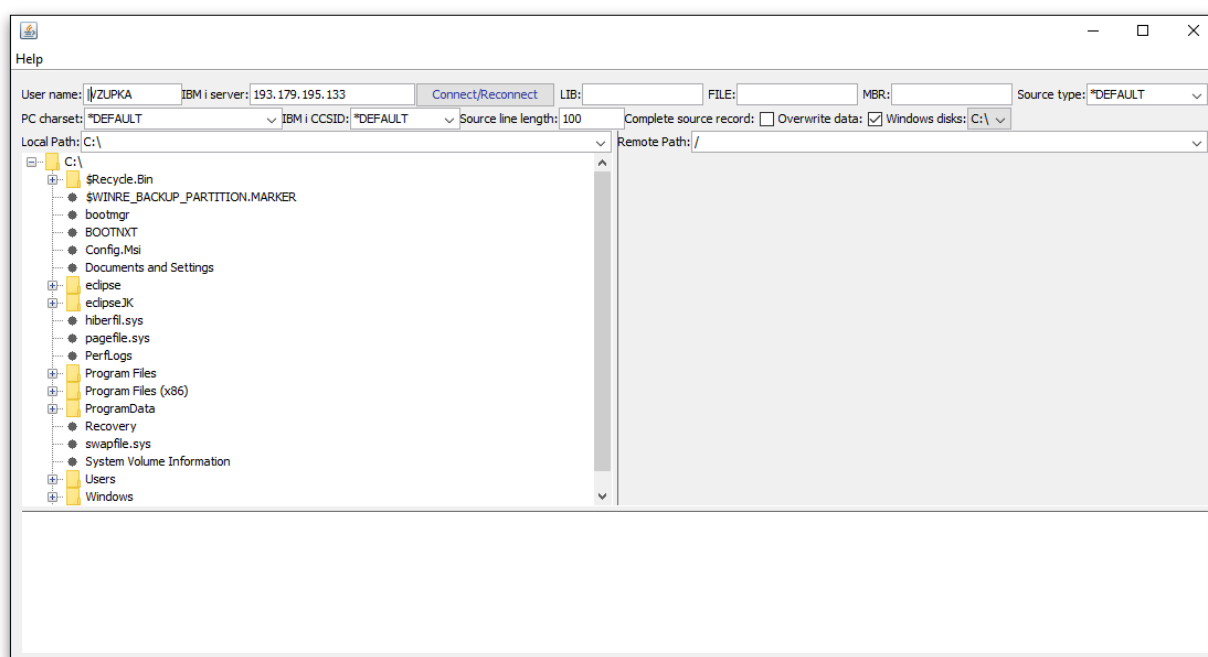 Help
User name: VZUPKA IBM i server: 193.179.195.133 Connect/Reconnect LIB: FILE: MBR: Source type: *DEFAULT
PC charset: *DEFAULT IBM i CCSID: *DEFAULT Source line length: 100 Complete source record: Overwrite data: Windows disks: C:\
Local Path: C:\ Remote Path: /
C:\
$Recycle.Bin
$WINRE_BACKUP_PARTITION.MARKER
bootmgr
BOOTNXT
Config.Msi
Documents and Settings
eclipse
eclipseJK
hiberfil.sys
pagefile.sys
PerfLogs
Program Files
Program Files (x86)
ProgramData
Recovery
swapfile.sys
System Volume Information
Users
Windows